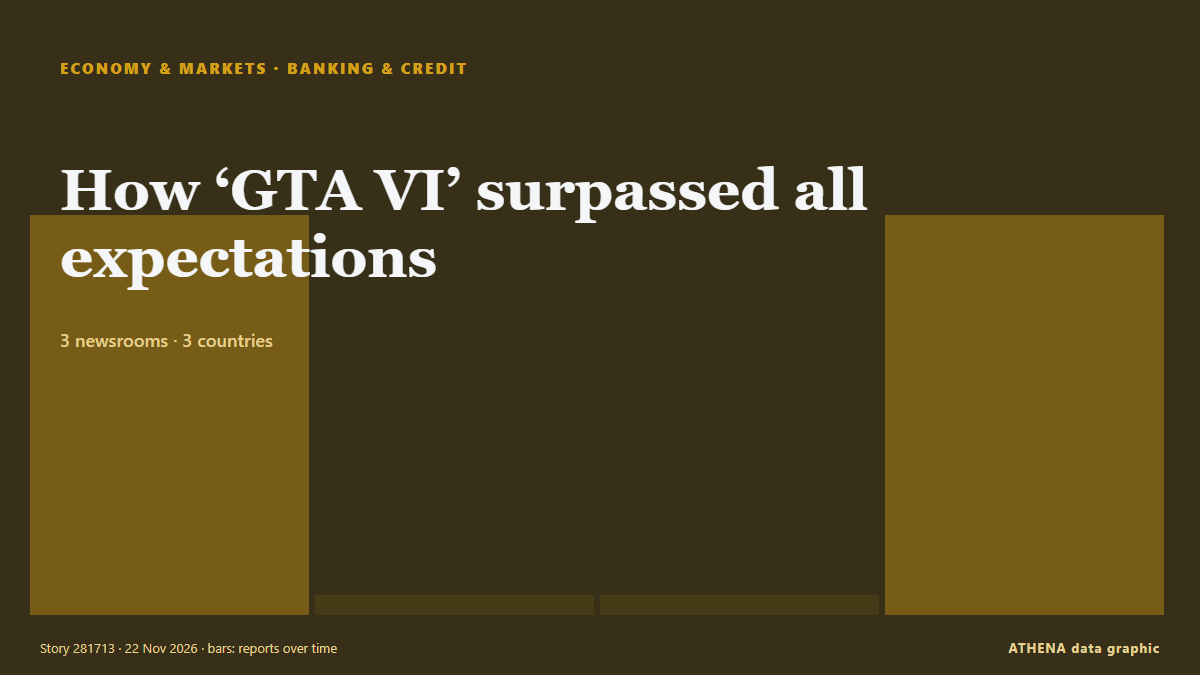 ECONOMY & MARKETS · BANKING & CREDIT
How ‘GTA VI’ surpassed all
expectations
3 newsrooms · 3 countries
Story 281713 · 22 Nov 2026 · bars: reports over time
ATHENA data graphic